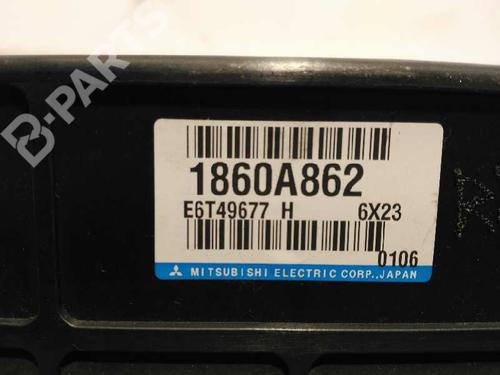 B-PARTS
1860A862
E6T49677 H 6X23
0106
MITSUBISHI ELECTRIC CORP.,JAPAN